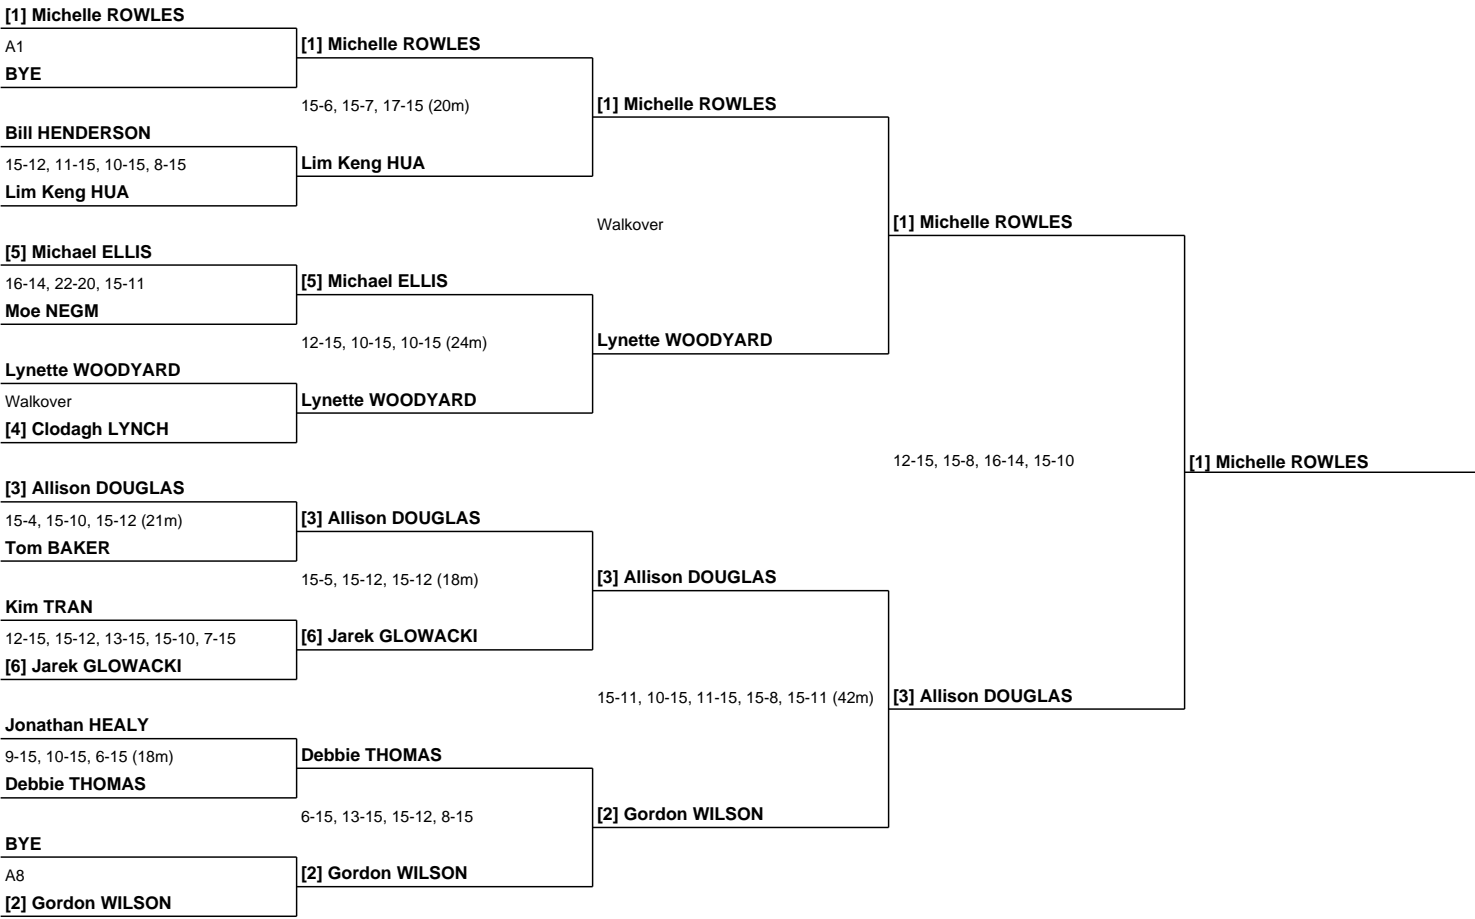 [1] Michelle ROWLES
A1
BYE
Bill HENDERSON
15-12, 11-15, 10-15, 8-15
Lim Keng HUA
[5] Michael ELLIS
16-14, 22-20, 15-11
Moe NEGM
Lynette WOODYARD
Walkover
[4] Clodagh LYNCH
[3] Allison DOUGLAS
15-4, 15-10, 15-12 (21m)
Tom BAKER
Kim TRAN
12-15, 15-12, 13-15, 15-10, 7-15
[6] Jarek GLOWACKI
Jonathan HEALY
9-15, 10-15, 6-15 (18m)
Debbie THOMAS
BYE
A8
[2] Gordon WILSON
[1] Michelle ROWLES
15-6, 15-7, 17-15 (20m)
Lim Keng HUA
[5] Michael ELLIS
12-15, 10-15, 10-15 (24m)
Lynette WOODYARD
[3] Allison DOUGLAS
15-5, 15-12, 15-12 (18m)
[6] Jarek GLOWACKI
Debbie THOMAS
6-15, 13-15, 15-12, 8-15
[2] Gordon WILSON
[1] Michelle ROWLES
Walkover
Lynette WOODYARD
[3] Allison DOUGLAS
15-11, 10-15, 11-15, 15-8, 15-11 (42m)
[2] Gordon WILSON
[1] Michelle ROWLES
12-15, 15-8, 16-14, 15-10
[3] Allison DOUGLAS
[1] Michelle ROWLES